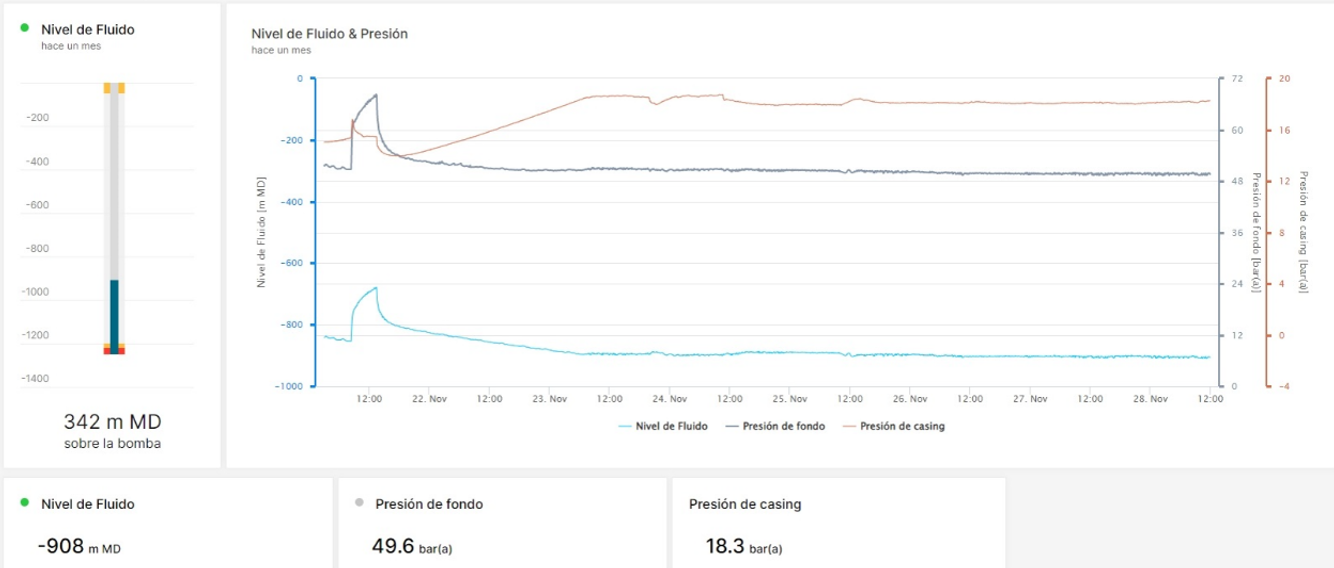 Nivel de Fluido
hace un mes
-200
-400
-600
-800
-1000
-1200
-1400
342 m MD
sobre la bomba
Nivel de Fluido & Presión
hace un mes
Nivel de Fluido [m MD]
0
-200
-400
-600
-800
-1000
12:00 22. Nov 12:00 23. Nov 12:00 24. Nov 12:00 25. Nov 12:00 26. Nov 12:00 27. Nov 12:00 28. Nov 12:00
72
60
48
36
24
12
0
Presión de fondo [bar(a)]
20
16
12
8
4
0
-4
Presión de casing [bar(a)]
Nivel de Fluido Presión de fondo Presión de casing
Nivel de Fluido
-908 m MD
Presión de fondo
49.6 bar(a)
Presión de casing
18.3 bar(a)